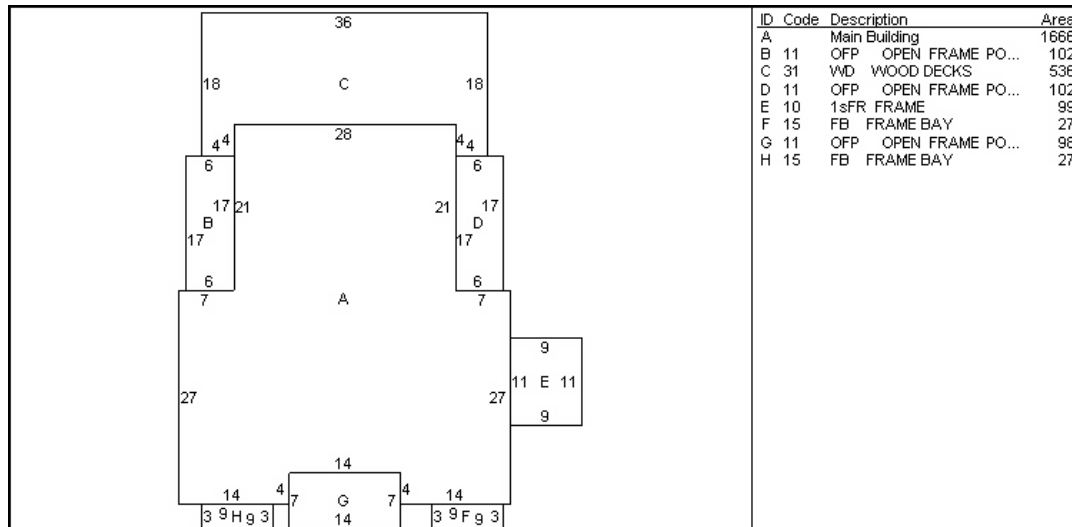 36
18 C 18
4 4 28 4 4
6 6
17 21 21 17
B D
17 17
6 6
7 A 7
9
11 E 11
27 27
9
14
14 4 7 G 7 4 14
3 9 H 9 3 14 3 9 F 9 3
ID Code Description Area
A Main Building 1666
B 11 OFP OPEN FRAME PO... 102
C 31 WD WOOD DECKS 536
D 11 OFP OPEN FRAME PO... 102
E 10 1sFR FRAME 99
F 15 FB FRAME BAY 27
G 11 OFP OPEN FRAME PO... 98
H 15 FB FRAME BAY 27